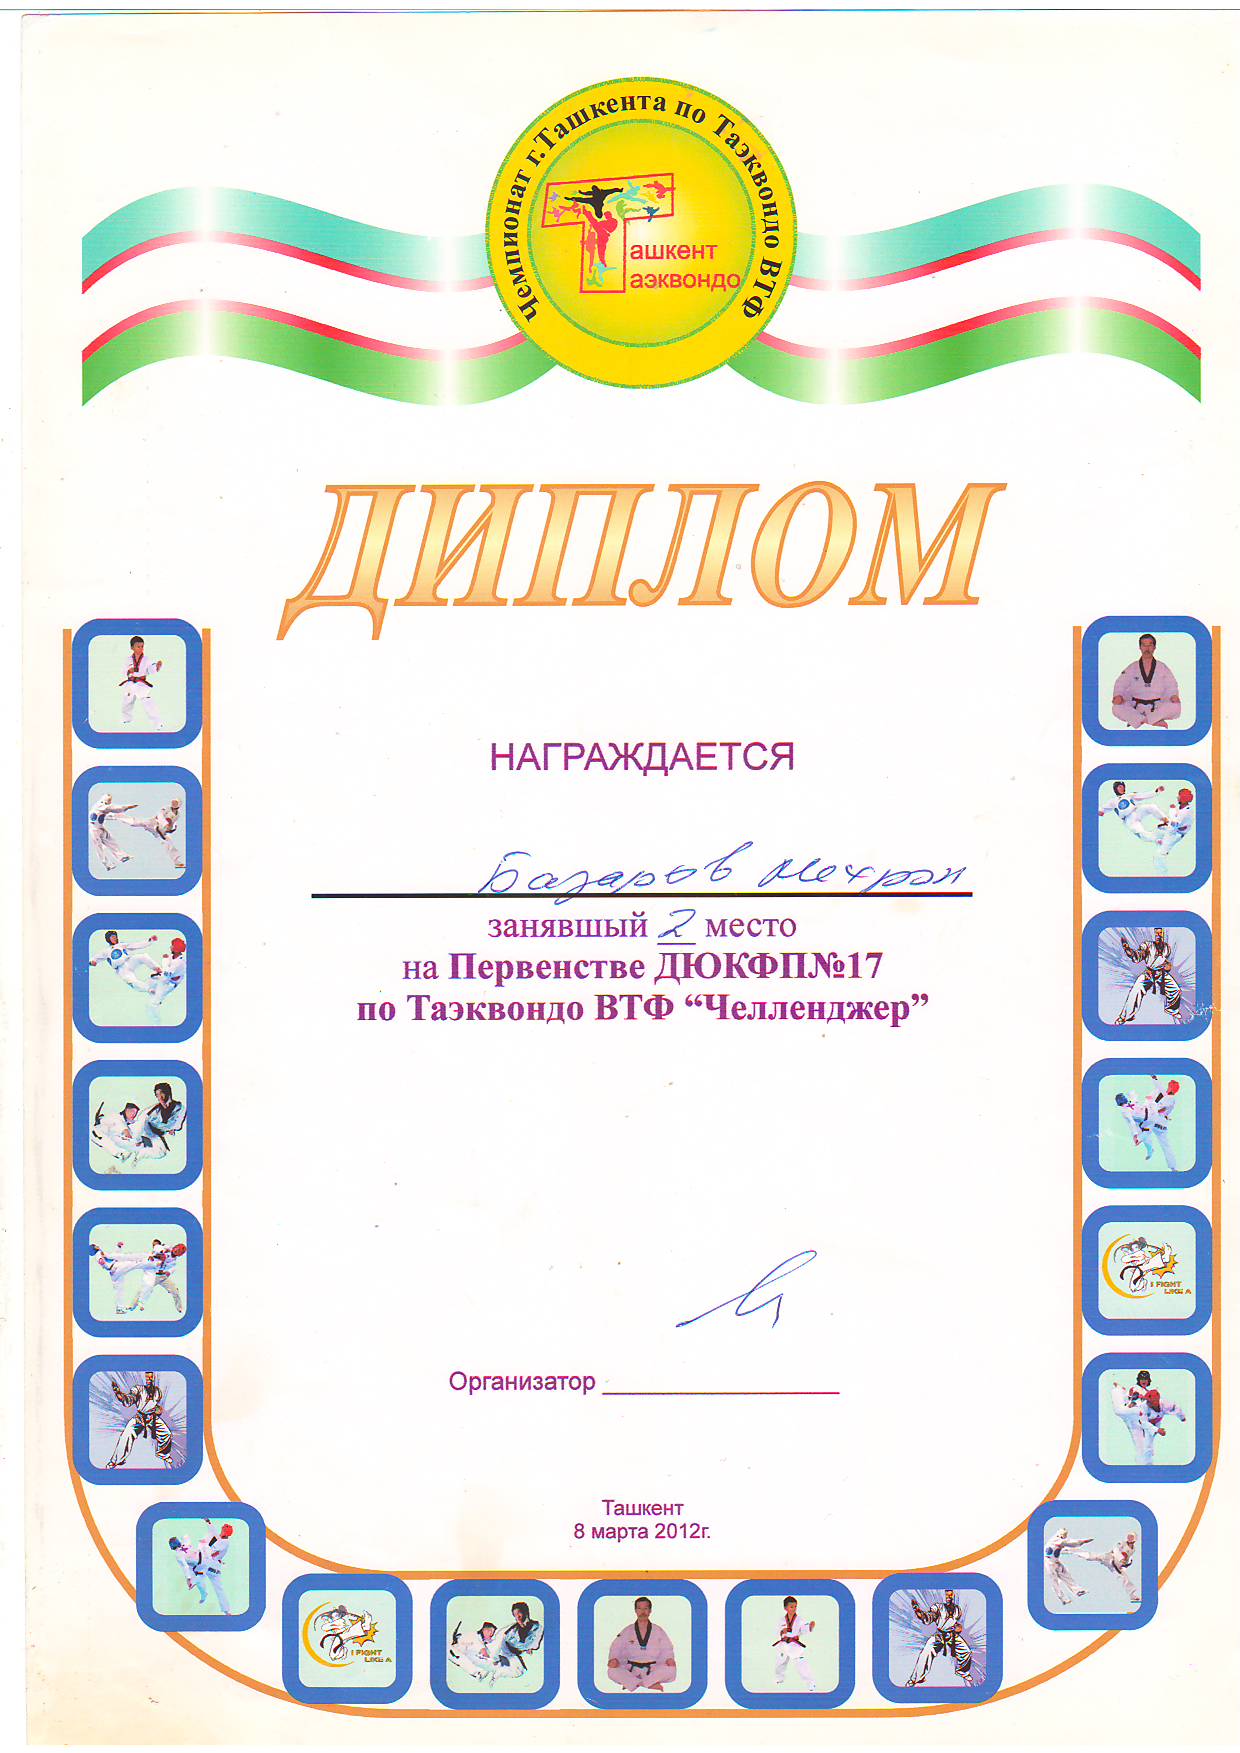 Чемпионат г.Ташкента по Таэквондо ВТФ
Ташкент
Таэквондо
ДИПЛОМ
НАГРАЖДАЕТСЯ
Базаров Мехрон
занявшый 2 место
на Первенстве ДЮКФП№17
по Таэквондо ВТФ “Челленджер”
I FIGHT
LIKE A
Организатор
Ташкент
8 марта 2012г.
I FIGHT
LIKE A